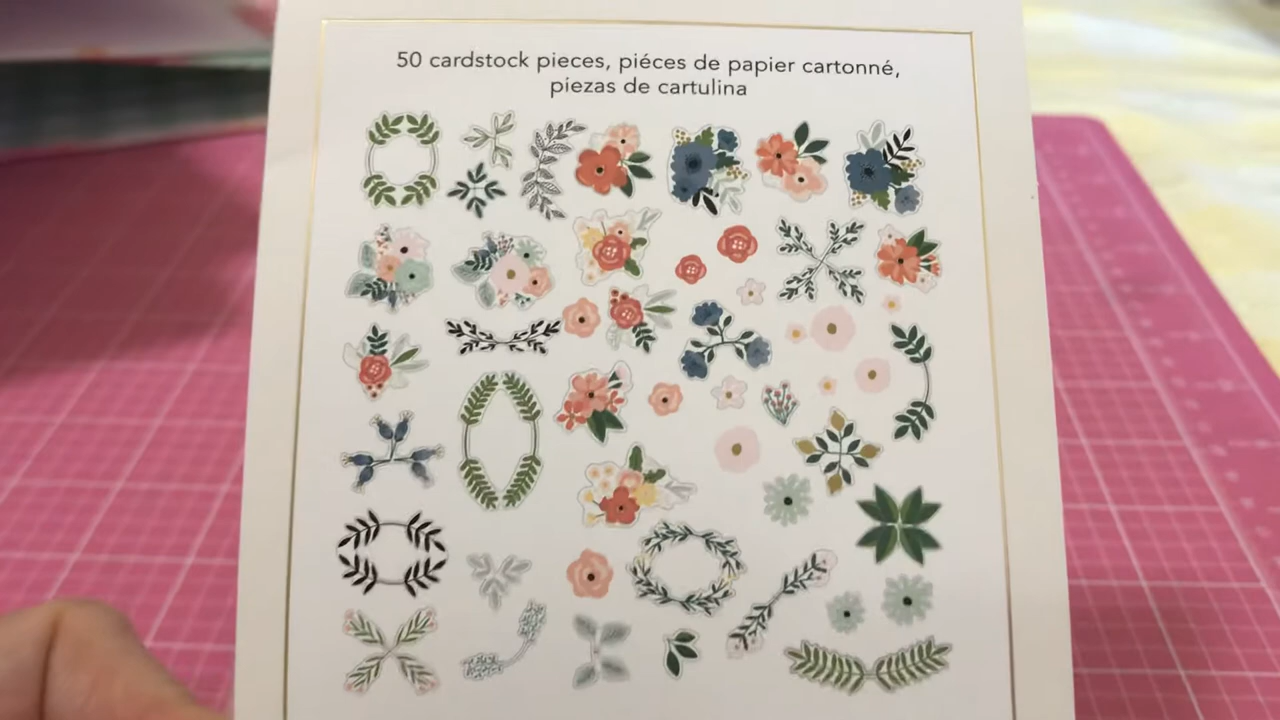 50 cardstock pieces, piéces de papier cartonné,
piezas de cartulina